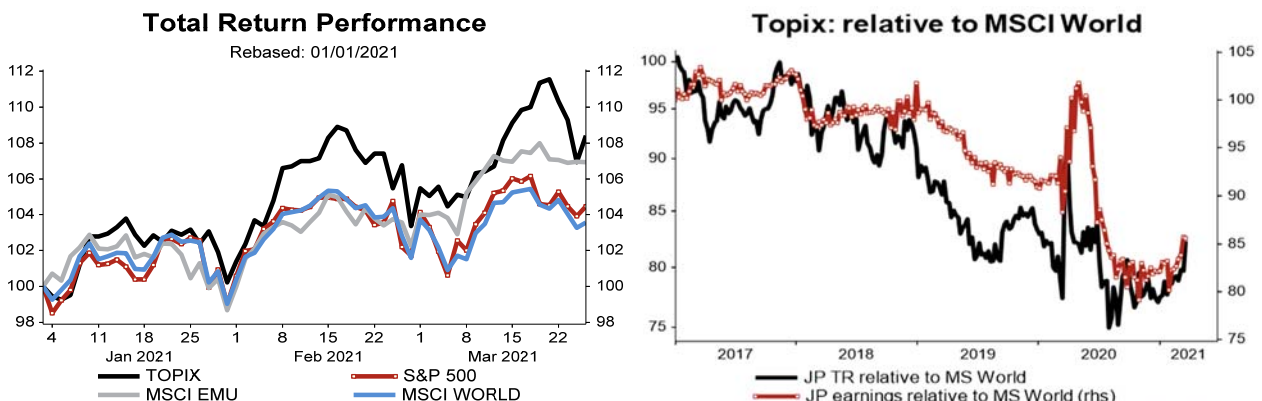 Total Return Performance
Rebased: 01/01/2021
112 112
110 110
108 108
106 106
104 104
102 102
100 100
98 98
4 11 18 25 1 8 15 22 1 8 15 22
Jan 2021 Feb 2021 Mar 2021
TOPIX S&P 500
MSCI EMU MSCI WORLD
Topix: relative to MSCI World
105
100
100
95
95
90
90
85
85
80
80
75
75
2017 2018 2019 2020 2021
JP TR relative to MS World
JP earnings relative to MS World (rhs)